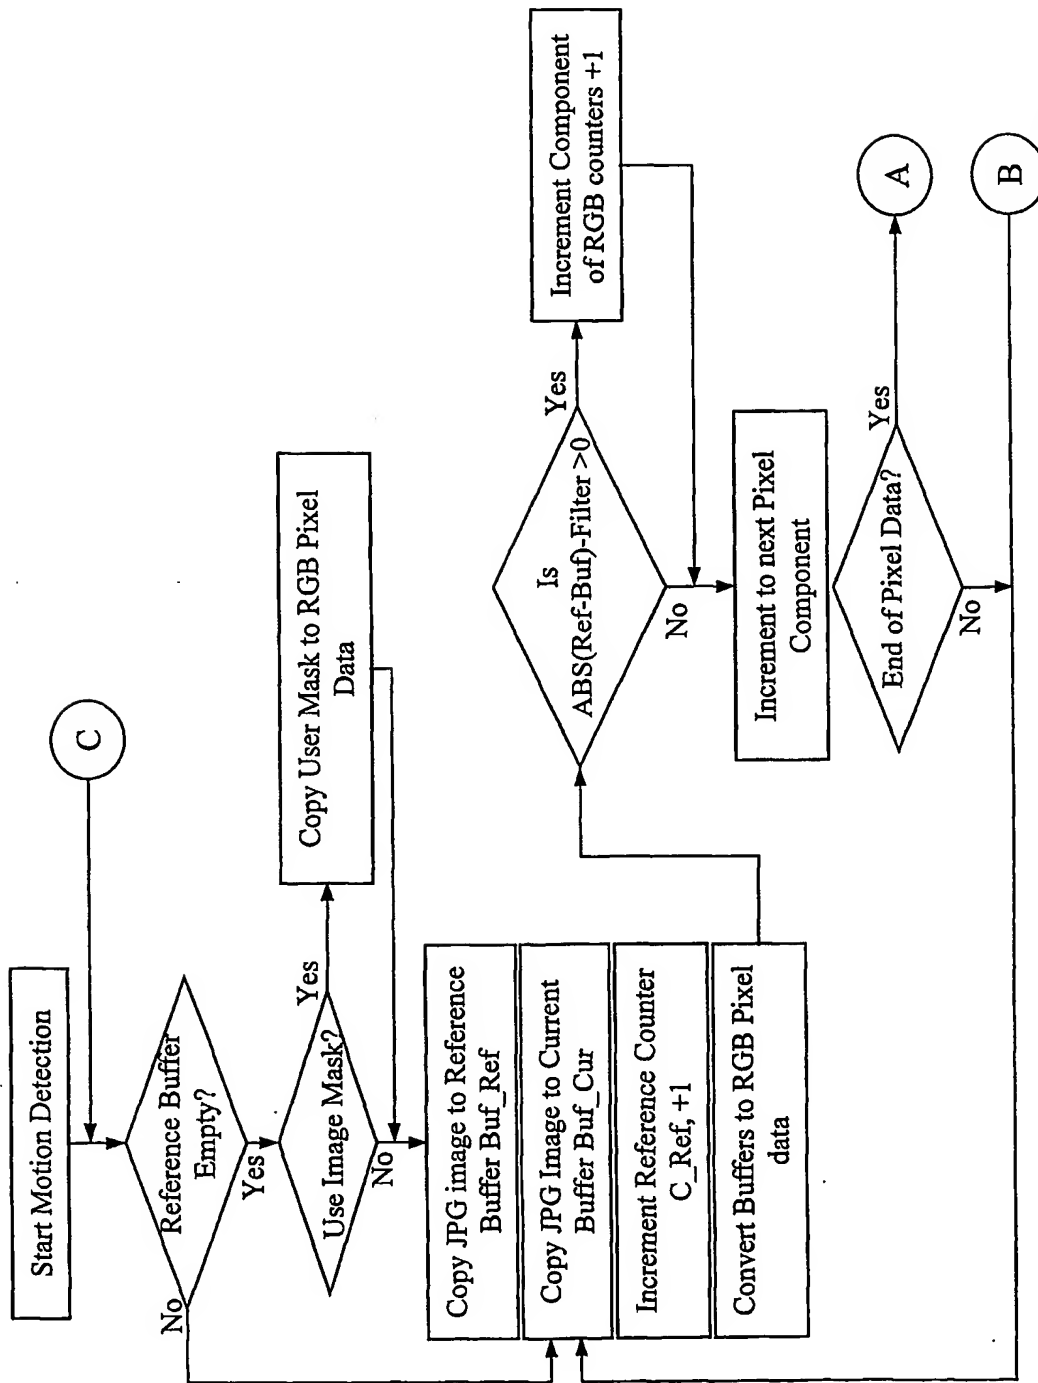 Start Motion Detection
C
Reference Buffer
Empty?
No
Yes
Use Image Mask?
Yes
No
Copy User Mask to RGB Pixel
Data
Copy JPG image to Reference
Buffer Buf_Ref
Copy JPG Image to Current
Buffer Buf_Cur
Increment Reference Counter
C_Ref, +1
Convert Buffers to RGB Pixel
data
Is
ABS(Ref-Buf)-Filter >0
Yes
No
Increment Component
of RGB counters +1
Increment to next Pixel
Component
End of Pixel Data?
Yes
No
A
B